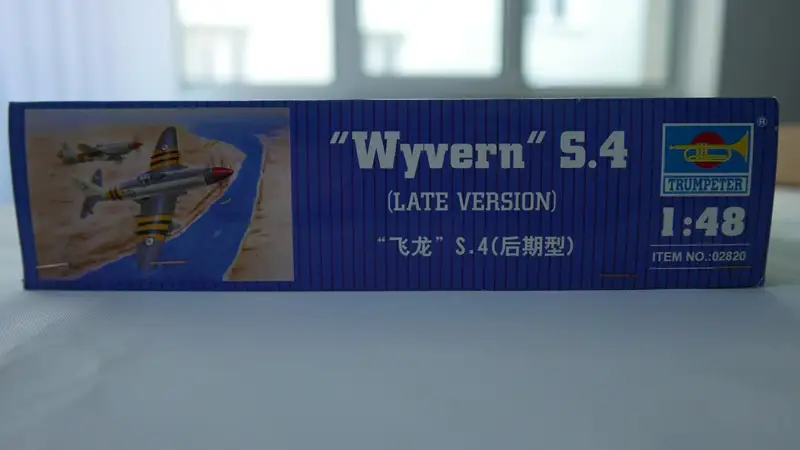 "Wyvern" S.4
(LATE VERSION)
“飞龙”S.4(后期型)
®
TRUMPETER
1:48
ITEM NO.:02820